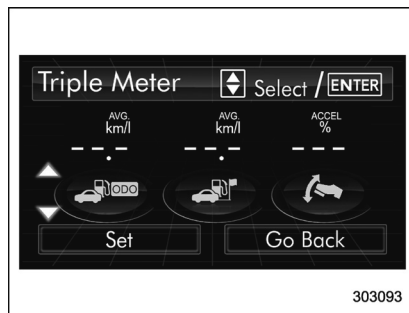 Triple Meter Select / ENTER
AVG. AVG. ACCEL
km/l km/l %
--.- --.- ---
ODO
Set Go Back
303093